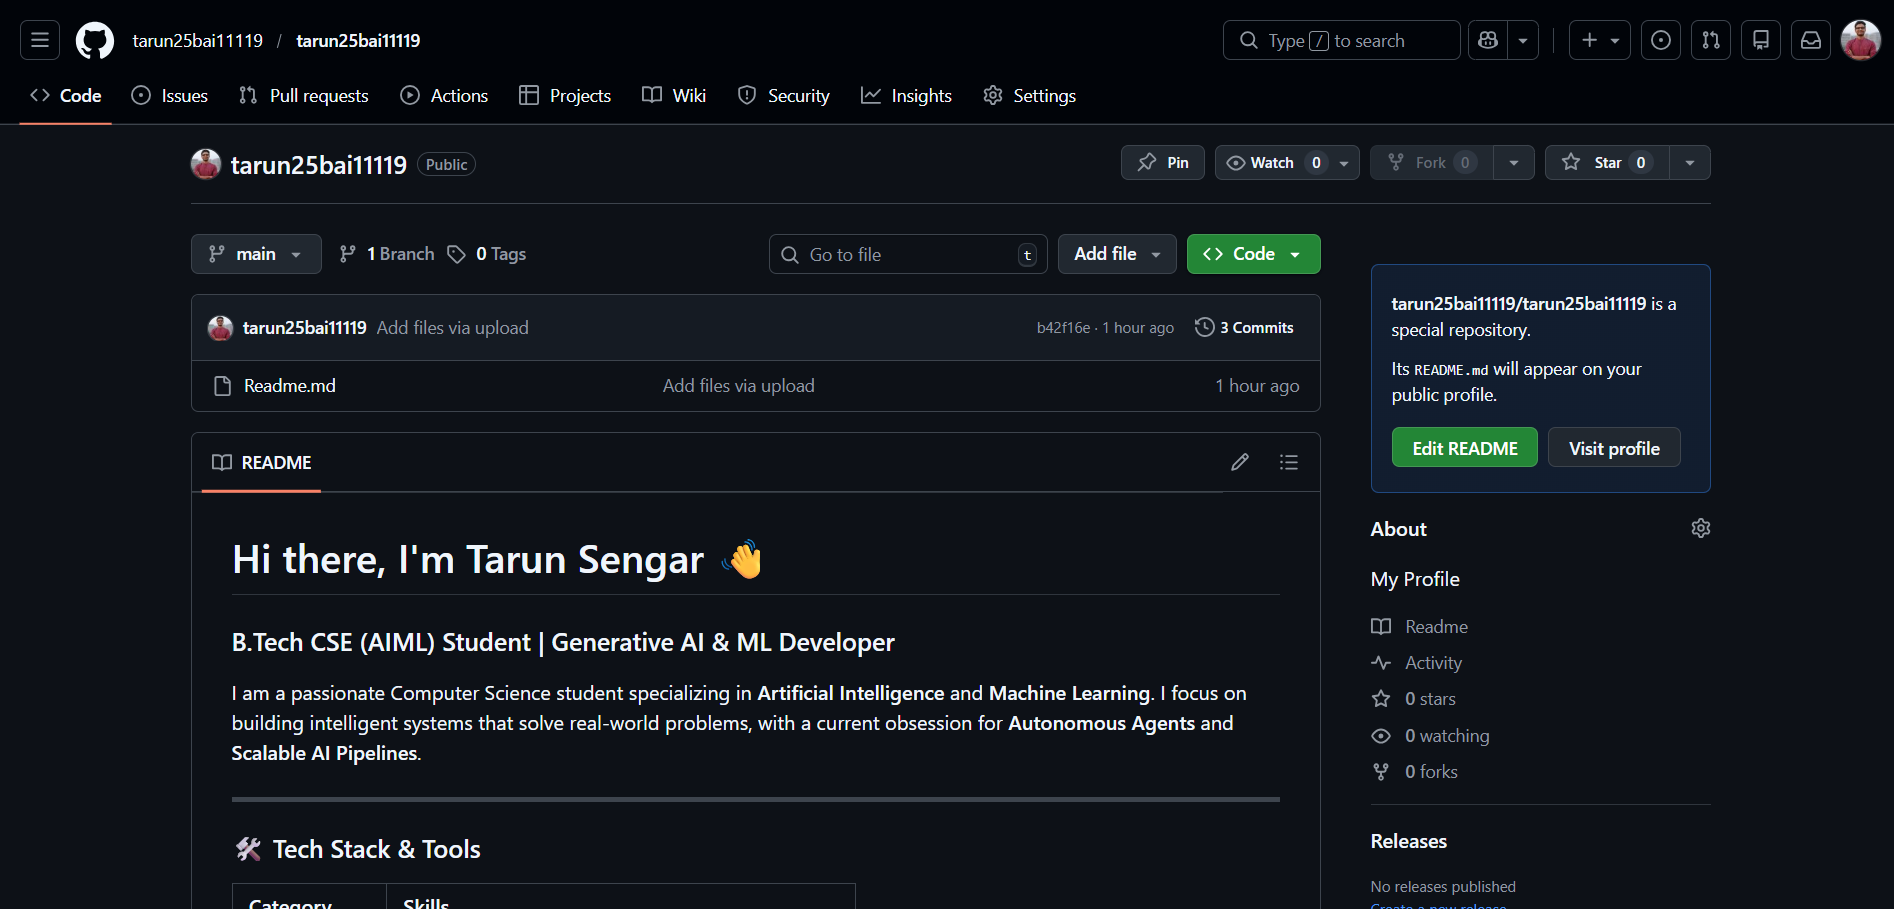 tarun25bai11119 / tarun25bai11119
Type / to search
Code
Issues
Pull requests
Actions
Projects
Wiki
Security
Insights
Settings
tarun25bai11119 Public
Pin
Watch 0
Fork 0
Star 0
main
1 Branch
0 Tags
Go to file
t
Add file
Code
tarun25bai11119 Add files via upload
b42f16e · 1 hour ago
3 Commits
Readme.md
Add files via upload
1 hour ago
README
Hi there, I'm Tarun Sengar 👋
B.Tech CSE (AIML) Student | Generative AI & ML Developer
I am a passionate Computer Science student specializing in Artificial Intelligence and Machine Learning. I focus on
building intelligent systems that solve real-world problems, with a current obsession for Autonomous Agents and
Scalable AI Pipelines.
🛠️ Tech Stack & Tools
Category
Skills
tarun25bai11119/tarun25bai11119 is a
special repository.
Its README.md will appear on your
public profile.
Edit README
Visit profile
About
My Profile
Readme
Activity
0 stars
0 watching
0 forks
Releases
No releases published
Create a new release